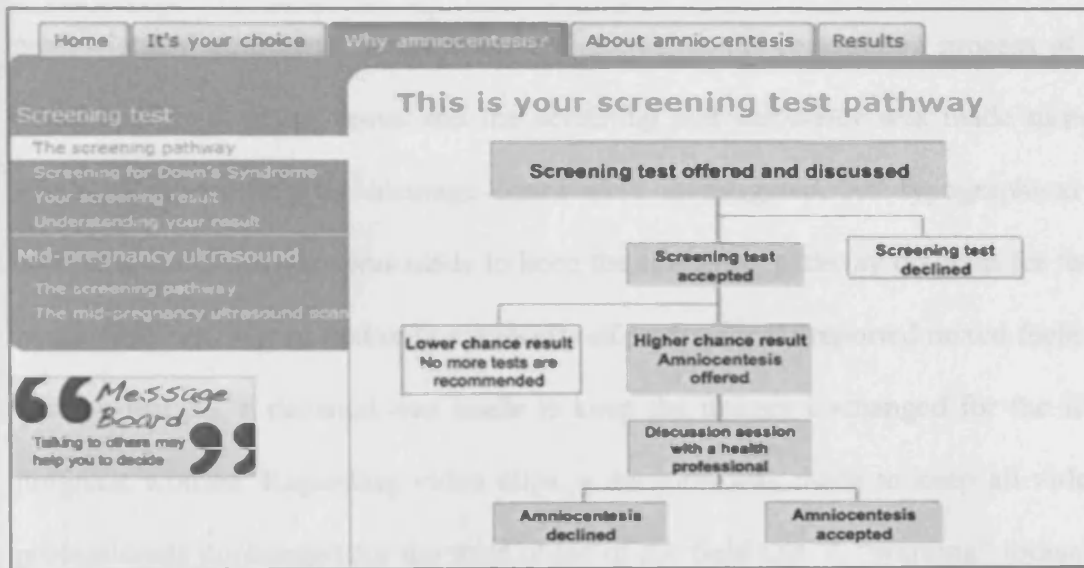 Home It's your choice Why amniocentesis? About amniocentesis Results
Screening test
The screening pathway
Screening for Down's Syndrome
Your screening result
Understanding your result
Mid-pregnancy ultrasound
The screening pathway
The mid-pregnancy ultrasound scan
Message
Board
Talking to others may
help you to decide
This is your screening test pathway
Screening test offered and discussed
Screening test
accepted
Screening test
declined
Lower chance result
No more tests are
recommended
Higher chance result
Amniocentesis
offered
Discussion session
with a health
professional
Amniocentesis
declined
Amniocentesis
accepted